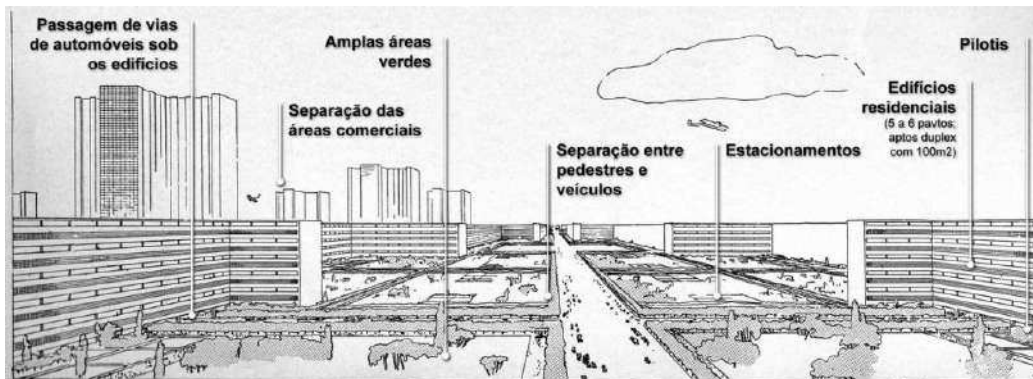 Passagem de vias
de automóveis sob
os edifícios
Separação das
áreas comerciais
Amplas áreas
verdes
Separação entre
pedestres e
veículos
Estacionamentos
Edifícios
residenciais
(5 a 6 pavtos;
aptos duplex
com 100m2)
Pilotis